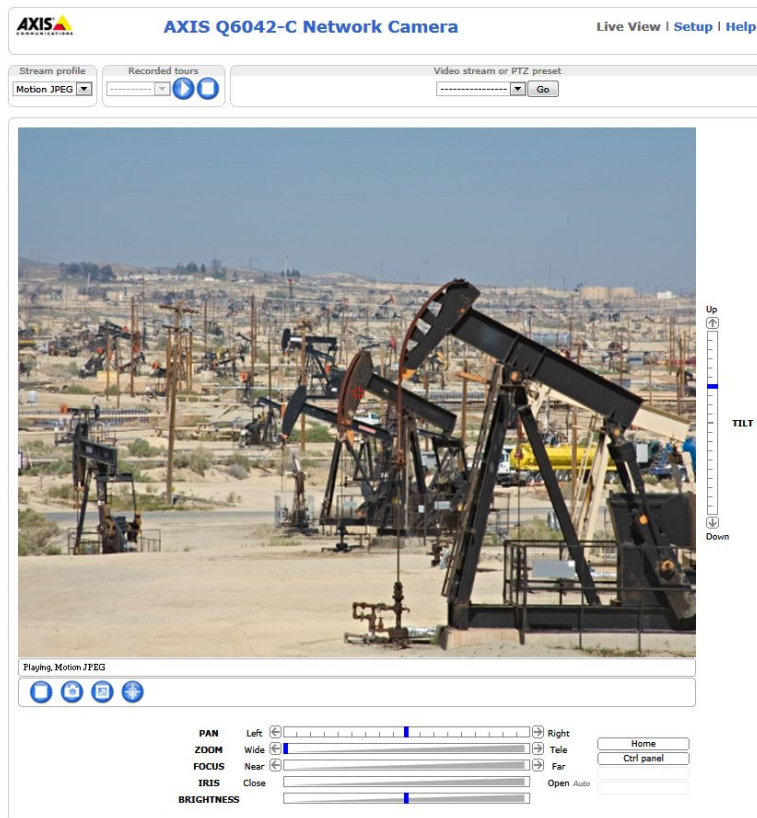 AXIS
COMMUNICATIONS
AXIS Q6042-C Network Camera
Live View | Setup | Help
Stream profile
Recorded tours
Video stream or PTZ preset
Motion JPEG
----------
----------------
Go
Up
TILT
Down
Playing, Motion JPEG
PAN Left Right
ZOOM Wide Tele
FOCUS Near Far
IRIS Close Open Auto
BRIGHTNESS
Home
Ctrl panel